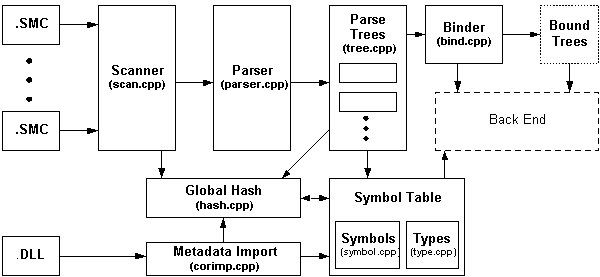 .SMC
.SMC
Scanner
(scan.cpp)
Parser
(parser.cpp)
Parse
Trees
(tree.cpp)
Binder
(bind.cpp)
Bound
Trees
Back End
Global Hash
(hash.cpp)
Symbol Table
Symbols
(symbol.cpp)
Types
(type.cpp)
.DLL
Metadata Import
(corimp.cpp)